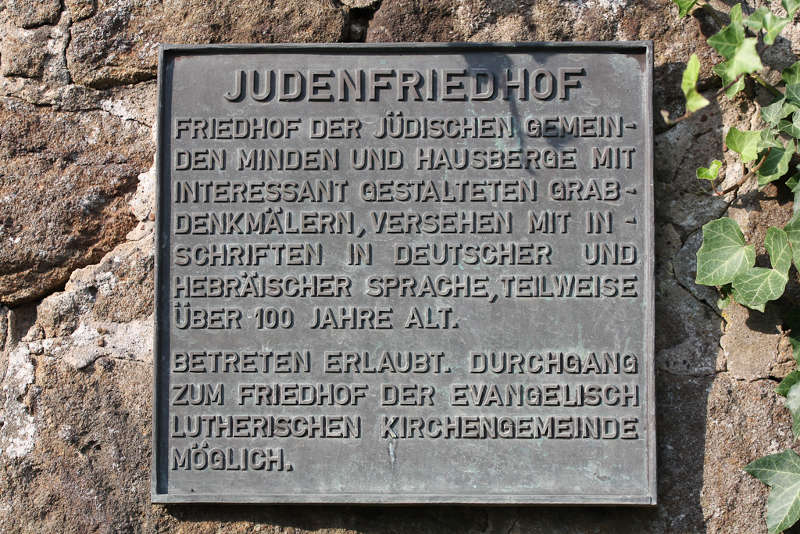 JUDENFRIEDHOF
FRIEDHOF DER JÜDISCHEN GEMEIN-
DEN MINDEN UND HAUSBERGE MIT
INTERESSANT GESTALTETEN GRAB-
DENKMÄLERN, VERSEHEN MIT IN-
SCHRIFTEN IN DEUTSCHER UND
HEBRÄISCHER SPRACHE, TEILWEISE
ÜBER 100 JAHRE ALT.
BETRETEN ERLAUBT. DURCHGANG
ZUM FRIEDHOF DER EVANGELISCH
LUTHERISCHEN KIRCHENGEMEINDE
MÖGLICH.